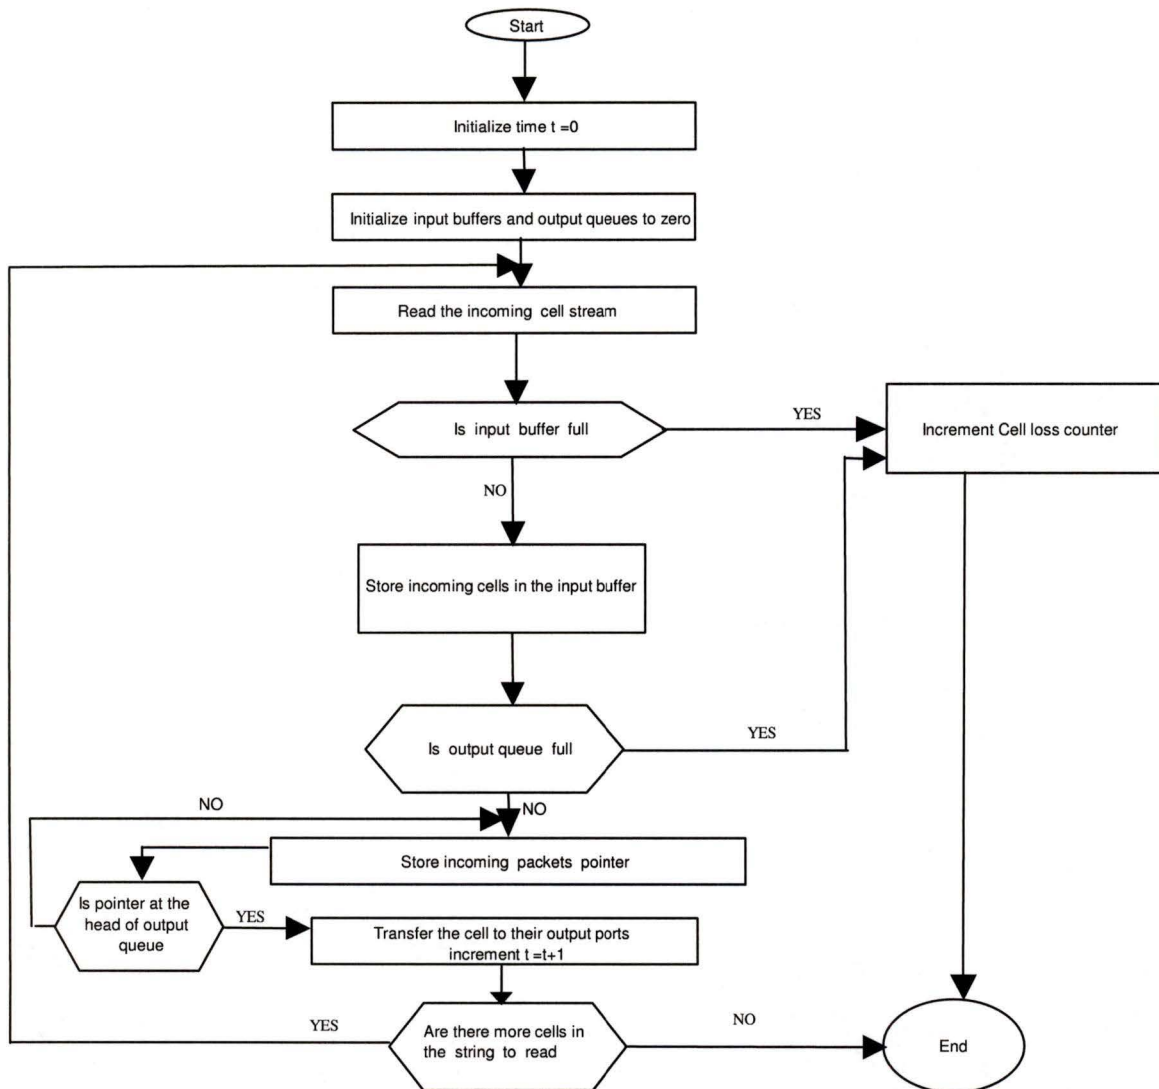 Start
Initialize time t =0
Initialize input buffers and output queues to zero
Read the incoming cell stream
Is input buffer full
YES
Increment Cell loss counter
NO
Store incoming cells in the input buffer
Is output queue full
YES
NO
NO
Store incoming packets pointer
Is pointer at the
head of output
queue
YES
Transfer the cell to their output ports
increment t =t+1
YES
Are there more cells in
the string to read
NO
End